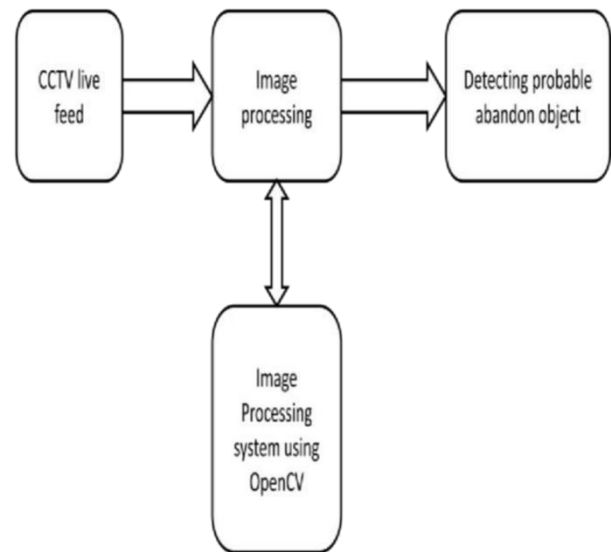 CCTV live
feed
Image
processing
Detecting probable
abandon object
Image
Processing
system using
OpenCV